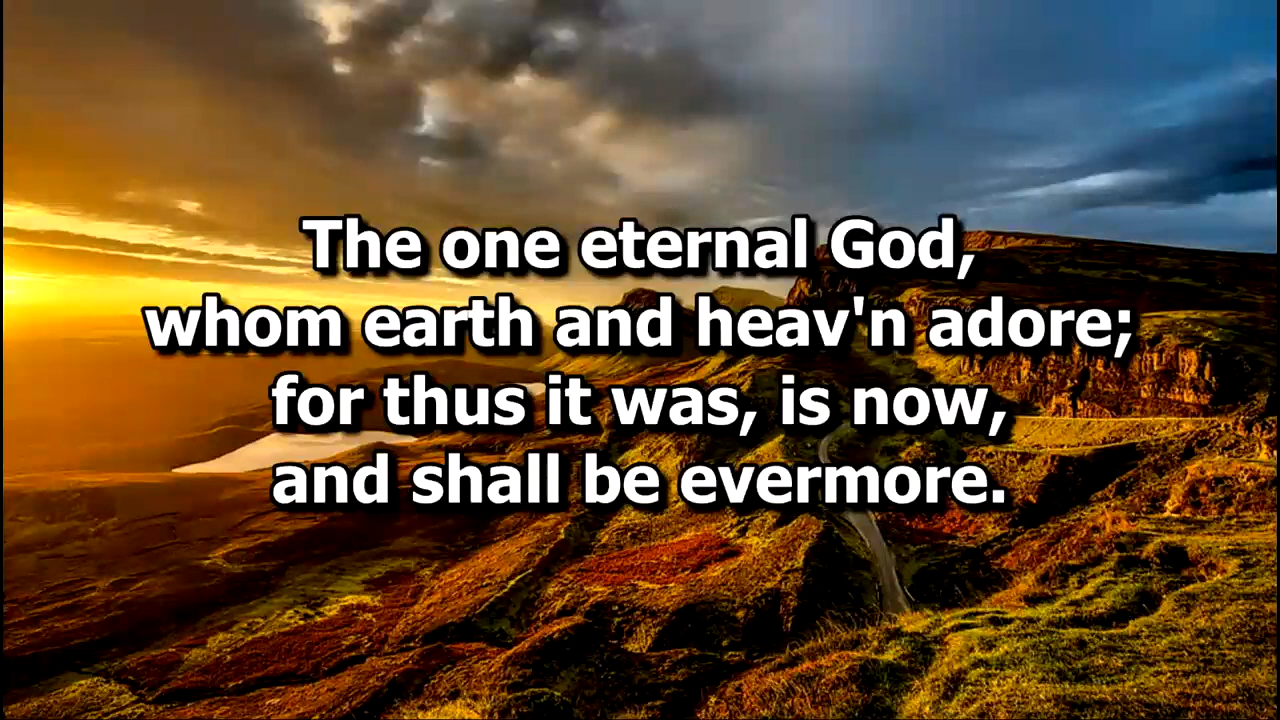 The one eternal God,
whom earth and heav'n adore;
for thus it was, is now,
and shall be evermore.